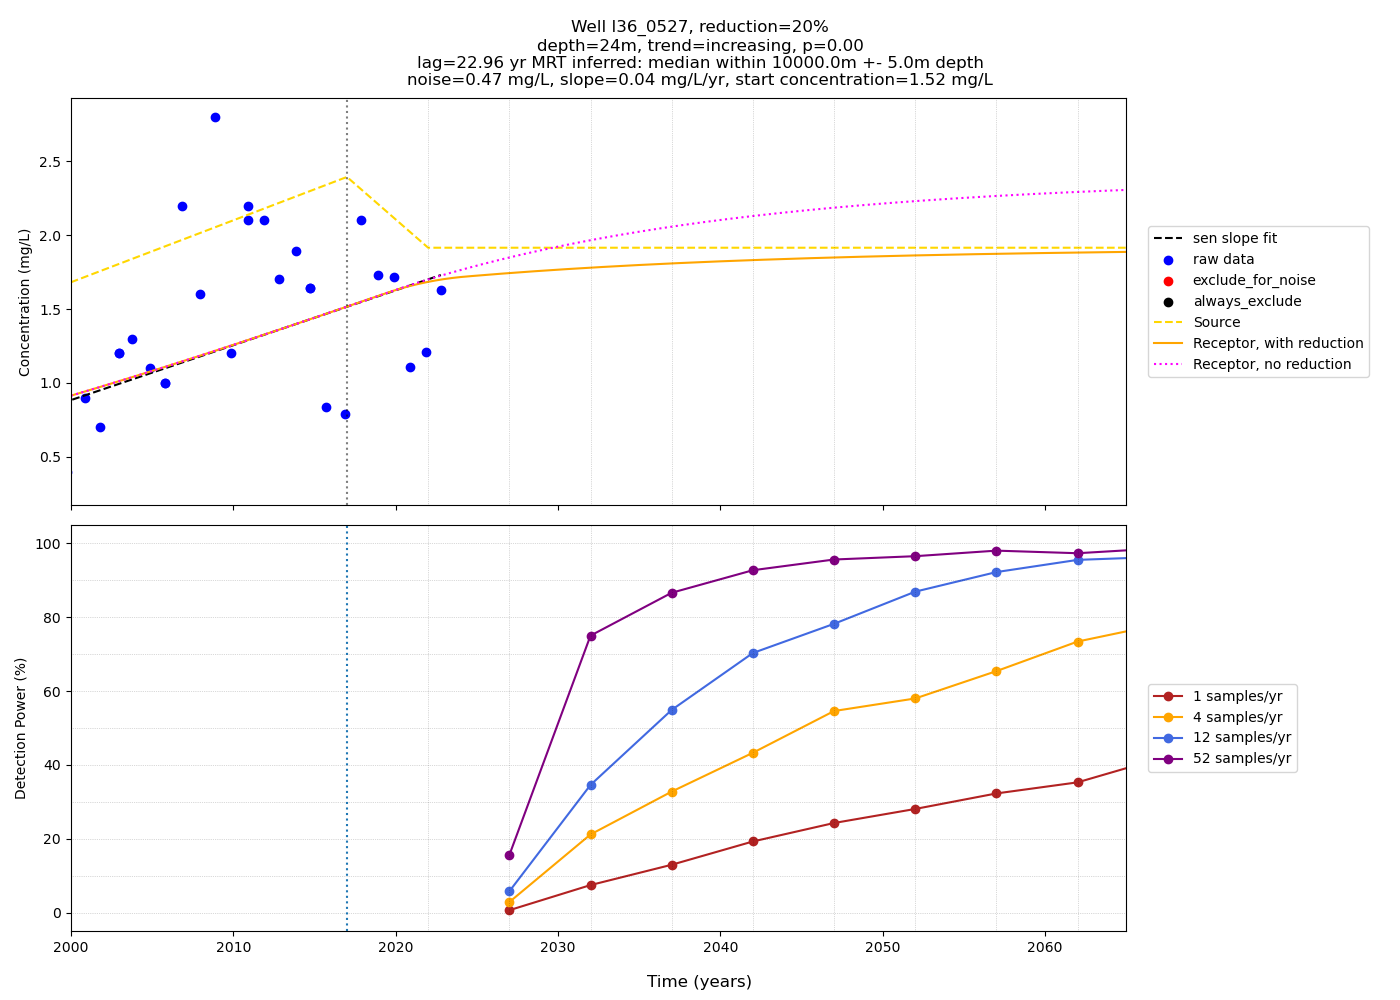 Well l36_0527, reduction=20%
depth=24m, trend=increasing, p=0.00
lag=22.96 yr MRT inferred: median within 10000.0m +- 5.0m depth
noise=0.47 mg/L, slope=0.04 mg/L/yr, start concentration=1.52 mg/L
Concentration (mg/L)
2.5
2.0
1.5
1.0
0.5
sen slope fit
raw data
exclude_for_noise
always_exclude
Source
Receptor, with reduction
Receptor, no reduction
Detection Power (%)
100
80
60
40
20
0
1 samples/yr
4 samples/yr
12 samples/yr
52 samples/yr
2000 2010 2020 2030 2040 2050 2060
Time (years)